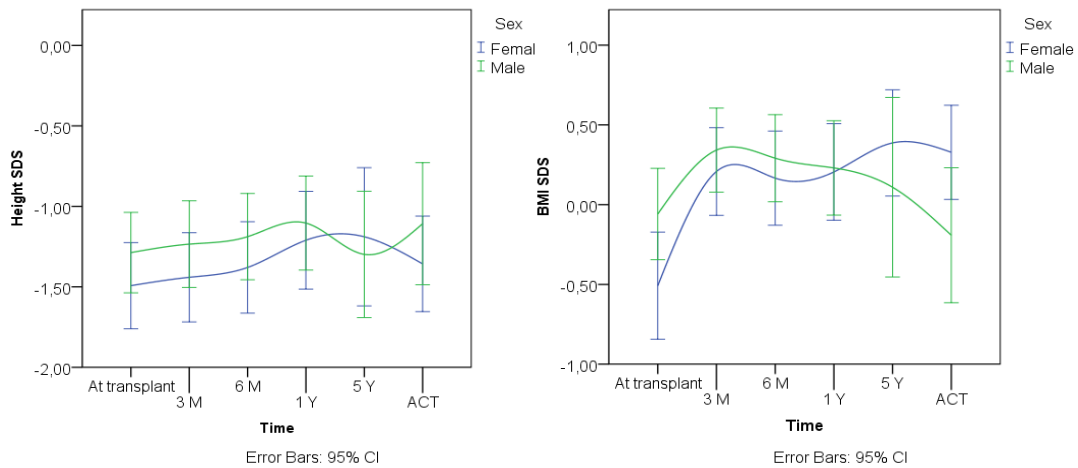 Sex
Femal
Male
0,00
-0,50
-1,00
-1,50
-2,00
Height SDS
At transplant
3 M
6 M
1 Y
5 Y
ACT
Time
Error Bars: 95% CI
Sex
Female
Male
1,00
0,50
0,00
-0,50
-1,00
BMI SDS
At transplant
3 M
6 M
1 Y
5 Y
ACT
Time
Error Bars: 95% CI